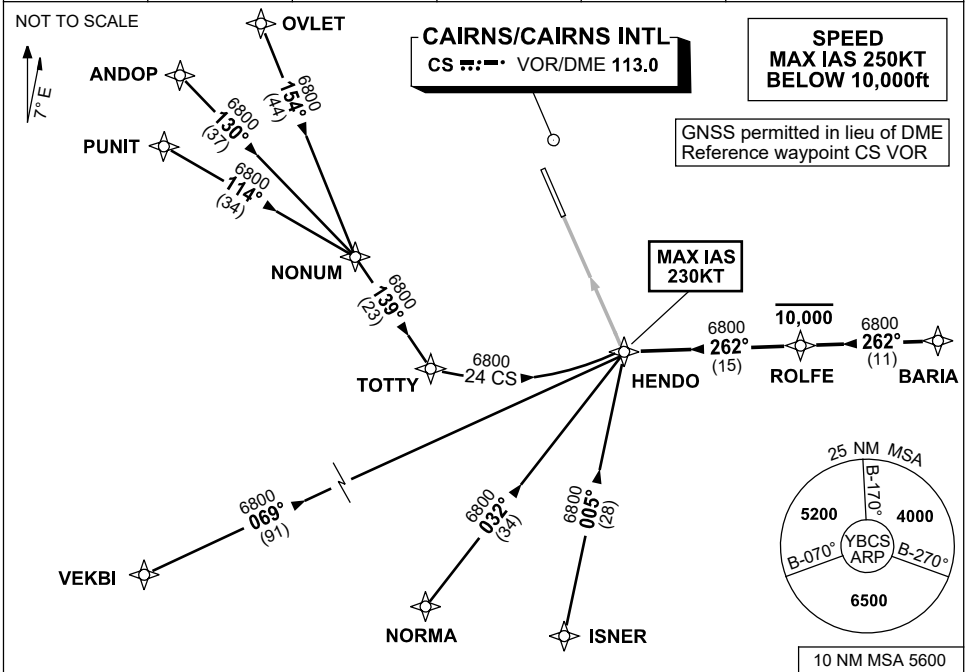 NOT TO SCALE
7° E
OVLET
ANDOP
PUNIT
6800
154°
(44)
6800
130°
(37)
6800
114°
(34)
NONUM
6800
139°
(23)
TOTTY
6800
24 CS
CAIRNS/CAIRNS INTL
CS VOR/DME 113.0
SPEED
MAX IAS 250KT
BELOW 10,000ft
GNSS permitted in lieu of DME
Reference waypoint CS VOR
MAX IAS
230KT
HENDO
6800
262°
(15)
10,000
ROLFE
6800
262°
(11)
BARIA
6800
069°
(91)
VEKBI
6800
032°
(34)
NORMA
6800
005°
(28)
ISNER
25 NM MSA
B-170°
5200
4000
B-070°
YBCS
ARP
B-270°
6500
10 NM MSA 5600